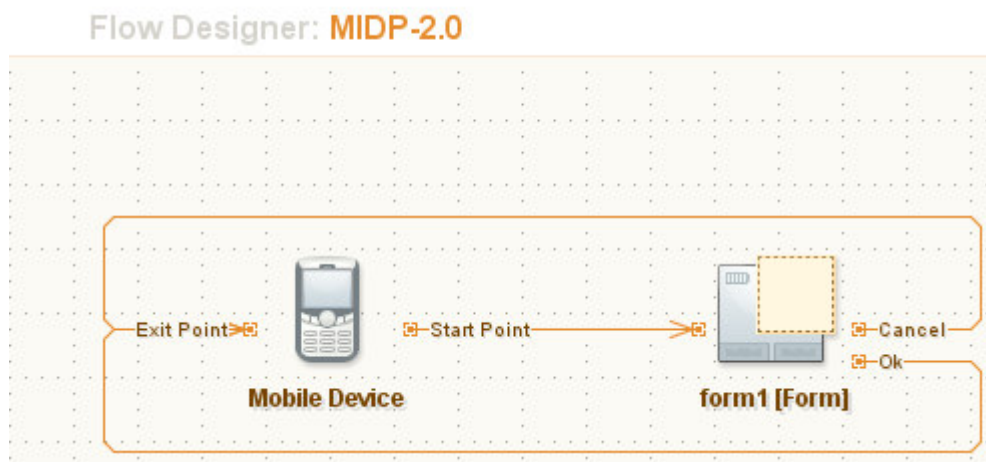 Flow Designer: MIDP-2.0
Exit Point
Start Point
Cancel
Ok
Mobile Device
form1 [Form]